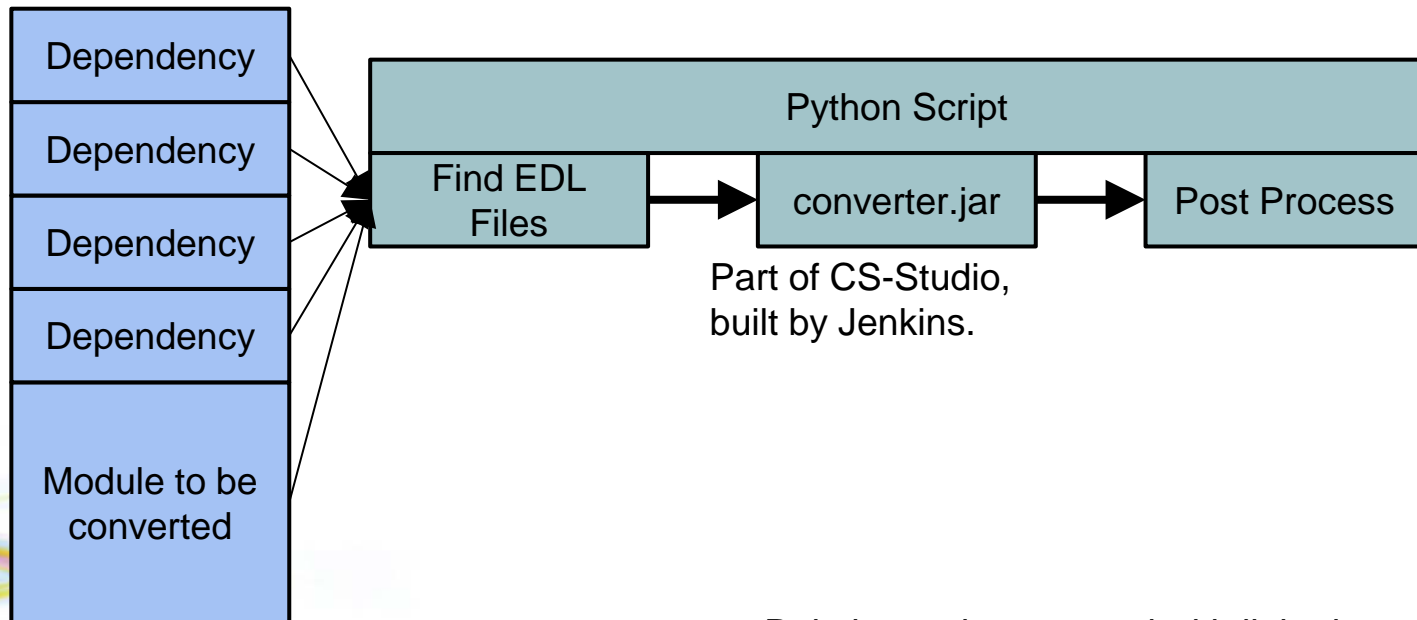 Dependency
Dependency
Dependency
Dependency
Module to be
converted
Python Script
Find EDL
Files
converter.jar
Post Process
Part of CS-Studio,
built by Jenkins.